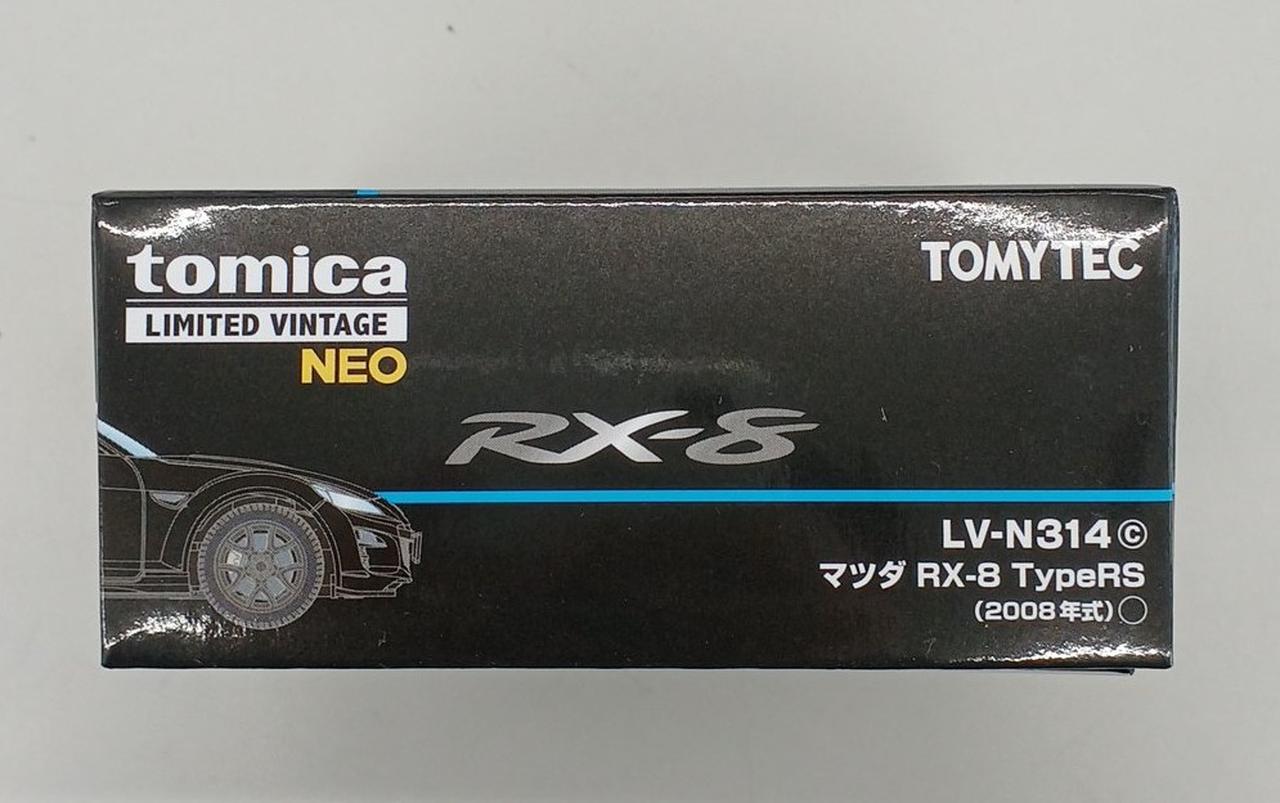 tomica
LIMITED VINTAGE
NEO
TOMYTEC
RX-8
LV-N314ⓒ
マツダ RX-8 TypeRS
(2008年式)